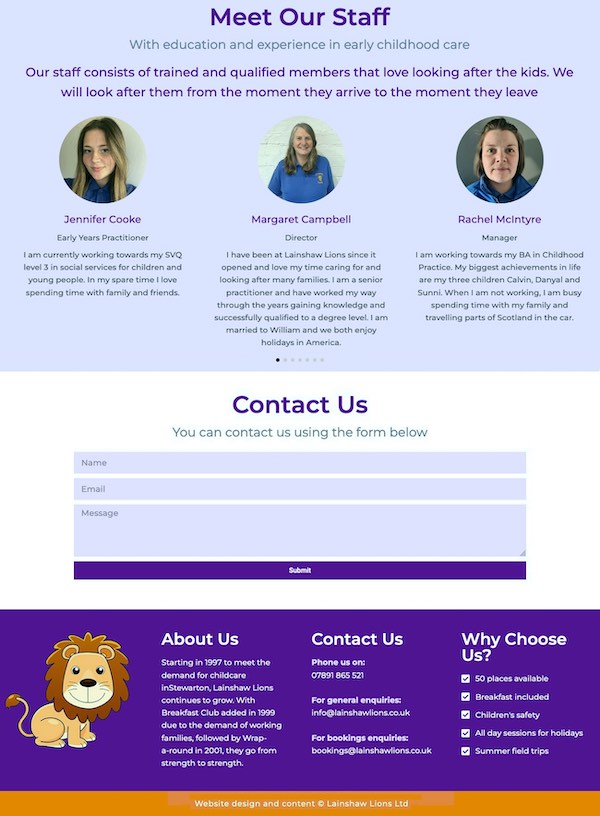 Meet Our Staff
With education and experience in early childhood care
Our staff consists of trained and qualified members that love looking after the kids. We
will look after them from the moment they arrive to the moment they leave
Jennifer Cooke
Early Years Practitioner
I am currently working towards my SVQ
level 3 in social services for children and
young people. In my spare time I love
spending time with family and friends.
Margaret Campbell
Director
I have been at Lainshaw Lions since it
opened and love my time caring for and
looking after many families. I am a senior
practitioner and have worked my way
through the years gaining knowledge and
successfully qualified to a degree level. I am
married to William and we both enjoy
holidays in America.
Rachel McIntyre
Manager
I am working towards my BA in Childhood
Practice. My biggest achievements in life
are my three children Calvin, Danyal and
Sunni. When I am not working, I am busy
spending time with my family and
travelling parts of Scotland in the car.
Contact Us
You can contact us using the form below
Name
Email
Message
Submit
About Us
Starting in 1997 to meet the
demand for childcare
inStewarton, Lainshaw Lions
continues to grow. With
Breakfast Club added in 1999
due to the demand of working
families, followed by Wrap-
a-round in 2001, they go from
strength to strength.
Contact Us
Phone us on:
07891 865 521
For general enquiries:
info@lainshawlions.co.uk
For bookings enquiries:
bookings@lainshawlions.co.uk
Why Choose
Us?
50 places available
Breakfast included
Children's safety
All day sessions for holidays
Summer field trips
Website design and content © Lainshaw Lions Ltd